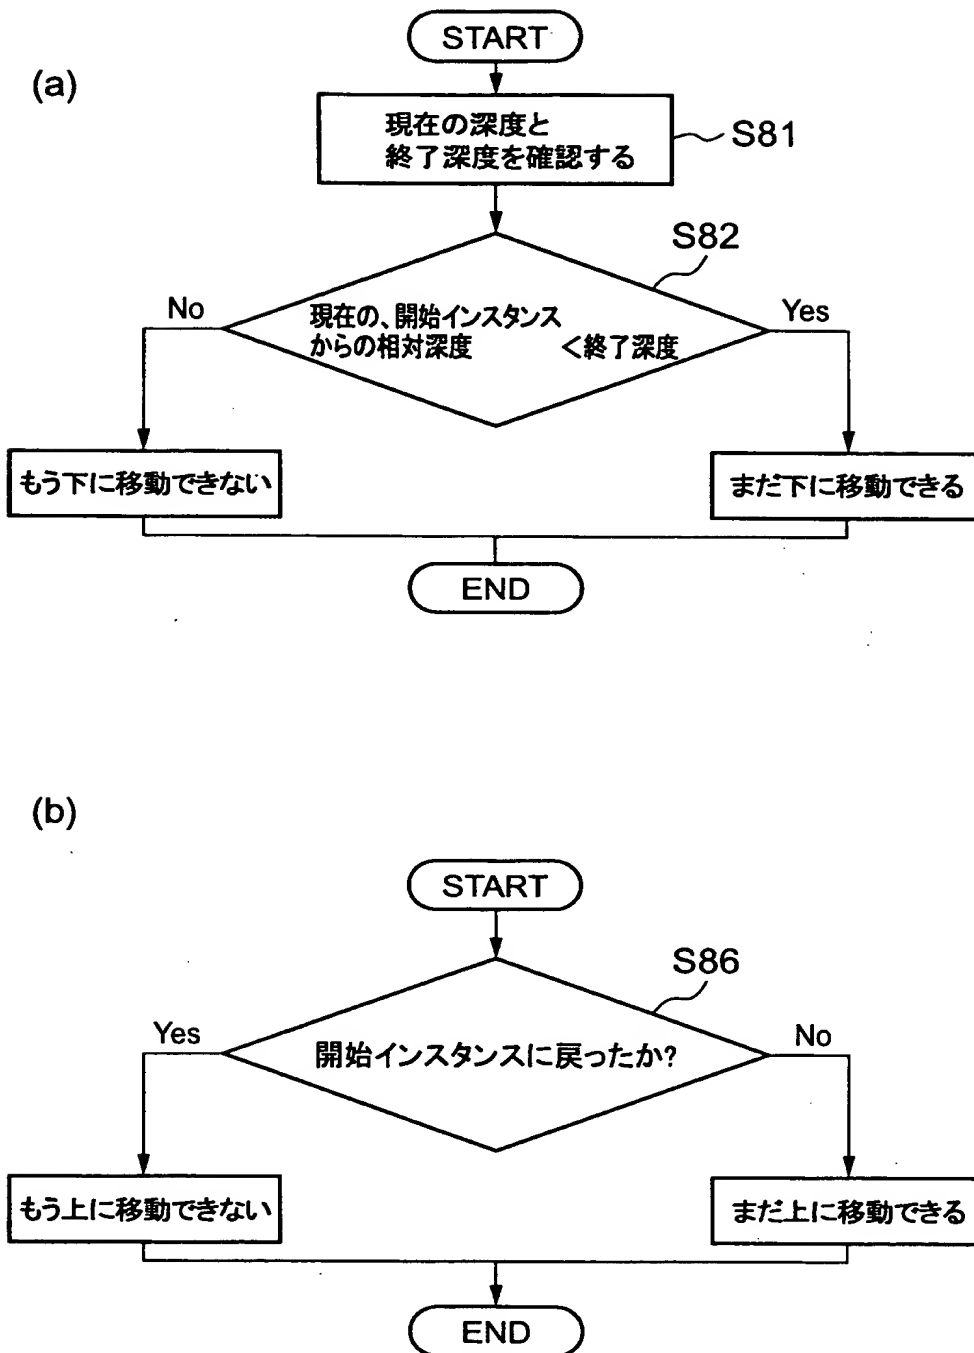 (a)
START
現在の深度と
終了深度を確認する
S81
S82
No
Yes
現在の、開始インスタンス
からの相対深度 <終了深度
もう下に移動できない
まだ下に移動できる
END
(b)
START
S86
Yes
No
開始インスタンスに戻ったか?
もう上に移動できない
まだ上に移動できる
END